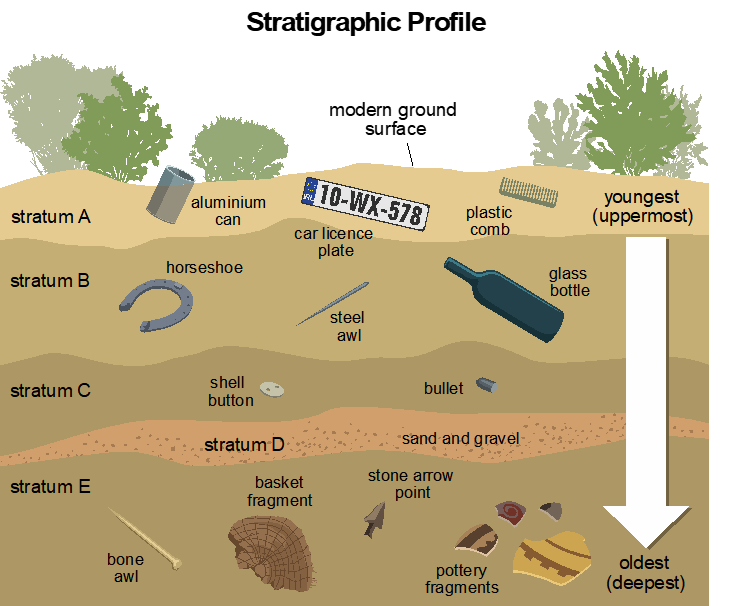 Stratigraphic Profile
modern ground
surface
stratum A
aluminium
can
IRL
10-WX-578
car licence
plate
plastic
comb
youngest
(uppermost)
stratum B
horseshoe
steel
awl
glass
bottle
stratum C
shell
button
bullet
stratum D
sand and gravel
stratum E
bone
awl
basket
fragment
stone arrow
point
pottery
fragments
oldest
(deepest)